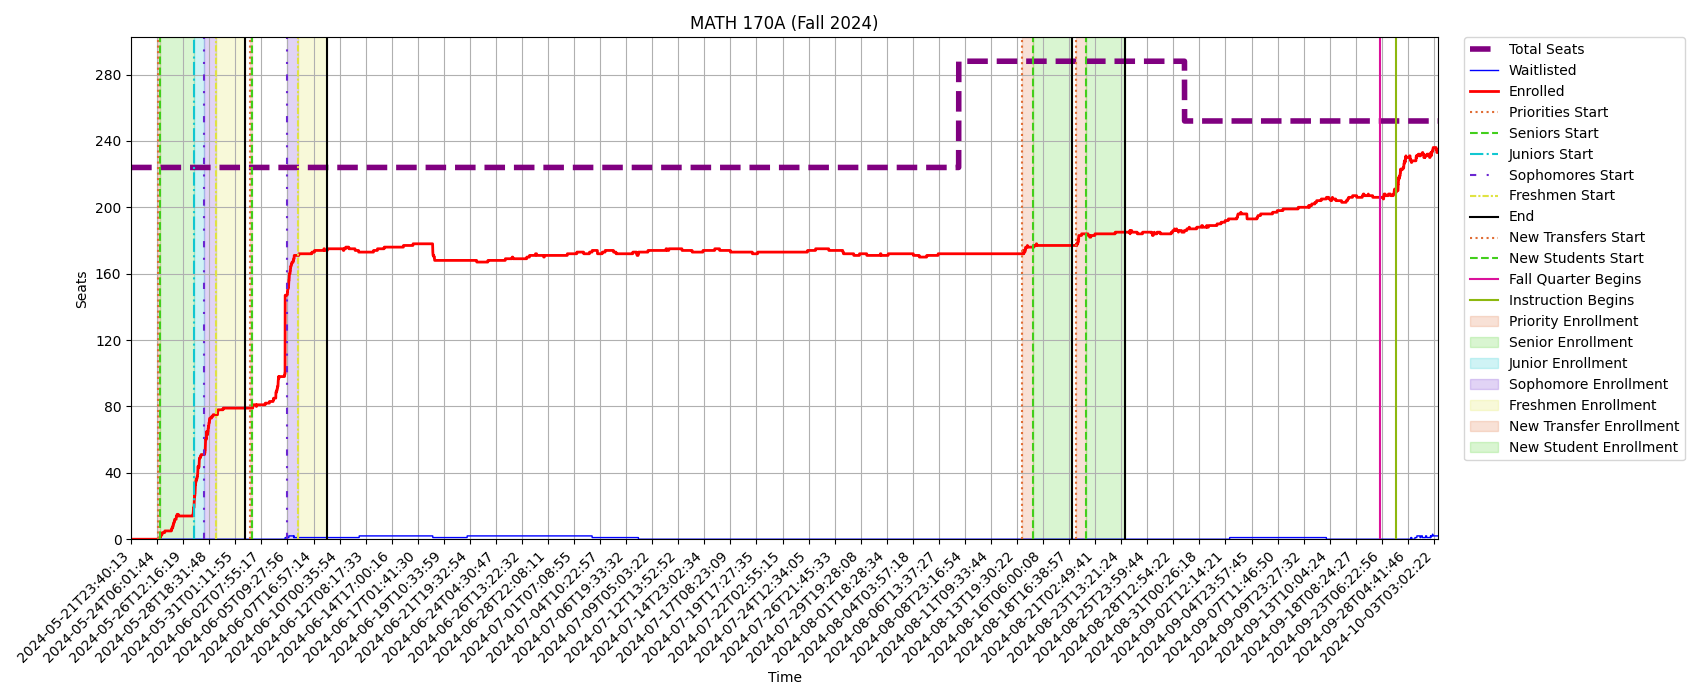 MATH 170A (Fall 2024)
Seats
280
240
200
160
120
80
40
0
2024-05-21T23:40:13
2024-05-24T06:01:44
2024-05-26T12:16:19
2024-05-28T18:31:48
2024-05-31T01:11:55
2024-06-02T07:55:17
2024-06-05T09:27:56
2024-06-07T16:57:14
2024-06-10T00:35:54
2024-06-12T08:17:33
2024-06-14T17:00:16
2024-06-17T01:41:30
2024-06-19T10:33:59
2024-06-21T19:32:54
2024-06-24T04:30:47
2024-06-26T13:22:32
2024-06-28T22:08:11
2024-07-01T07:08:55
2024-07-04T10:22:57
2024-07-06T19:33:32
2024-07-09T05:03:22
2024-07-12T13:52:52
2024-07-14T23:02:34
2024-07-17T08:23:09
2024-07-19T17:27:35
2024-07-22T02:55:15
2024-07-24T12:34:05
2024-07-26T21:45:33
2024-07-29T19:28:08
2024-08-01T18:28:34
2024-08-04T03:57:18
2024-08-06T13:37:27
2024-08-08T23:16:54
2024-08-11T09:33:44
2024-08-13T19:30:22
2024-08-16T06:00:08
2024-08-18T16:38:57
2024-08-21T02:49:41
2024-08-23T13:21:24
2024-08-25T23:59:44
2024-08-28T12:54:22
2024-08-31T00:26:18
2024-09-02T12:14:21
2024-09-04T23:57:45
2024-09-07T11:46:50
2024-09-09T23:27:32
2024-09-13T10:04:24
2024-09-18T08:24:27
2024-09-23T06:22:56
2024-09-28T04:41:46
2024-10-03T03:02:22
Time
Total Seats
Waitlisted
Enrolled
Priorities Start
Seniors Start
Juniors Start
Sophomores Start
Freshmen Start
End
New Transfers Start
New Students Start
Fall Quarter Begins
Instruction Begins
Priority Enrollment
Senior Enrollment
Junior Enrollment
Sophomore Enrollment
Freshmen Enrollment
New Transfer Enrollment
New Student Enrollment